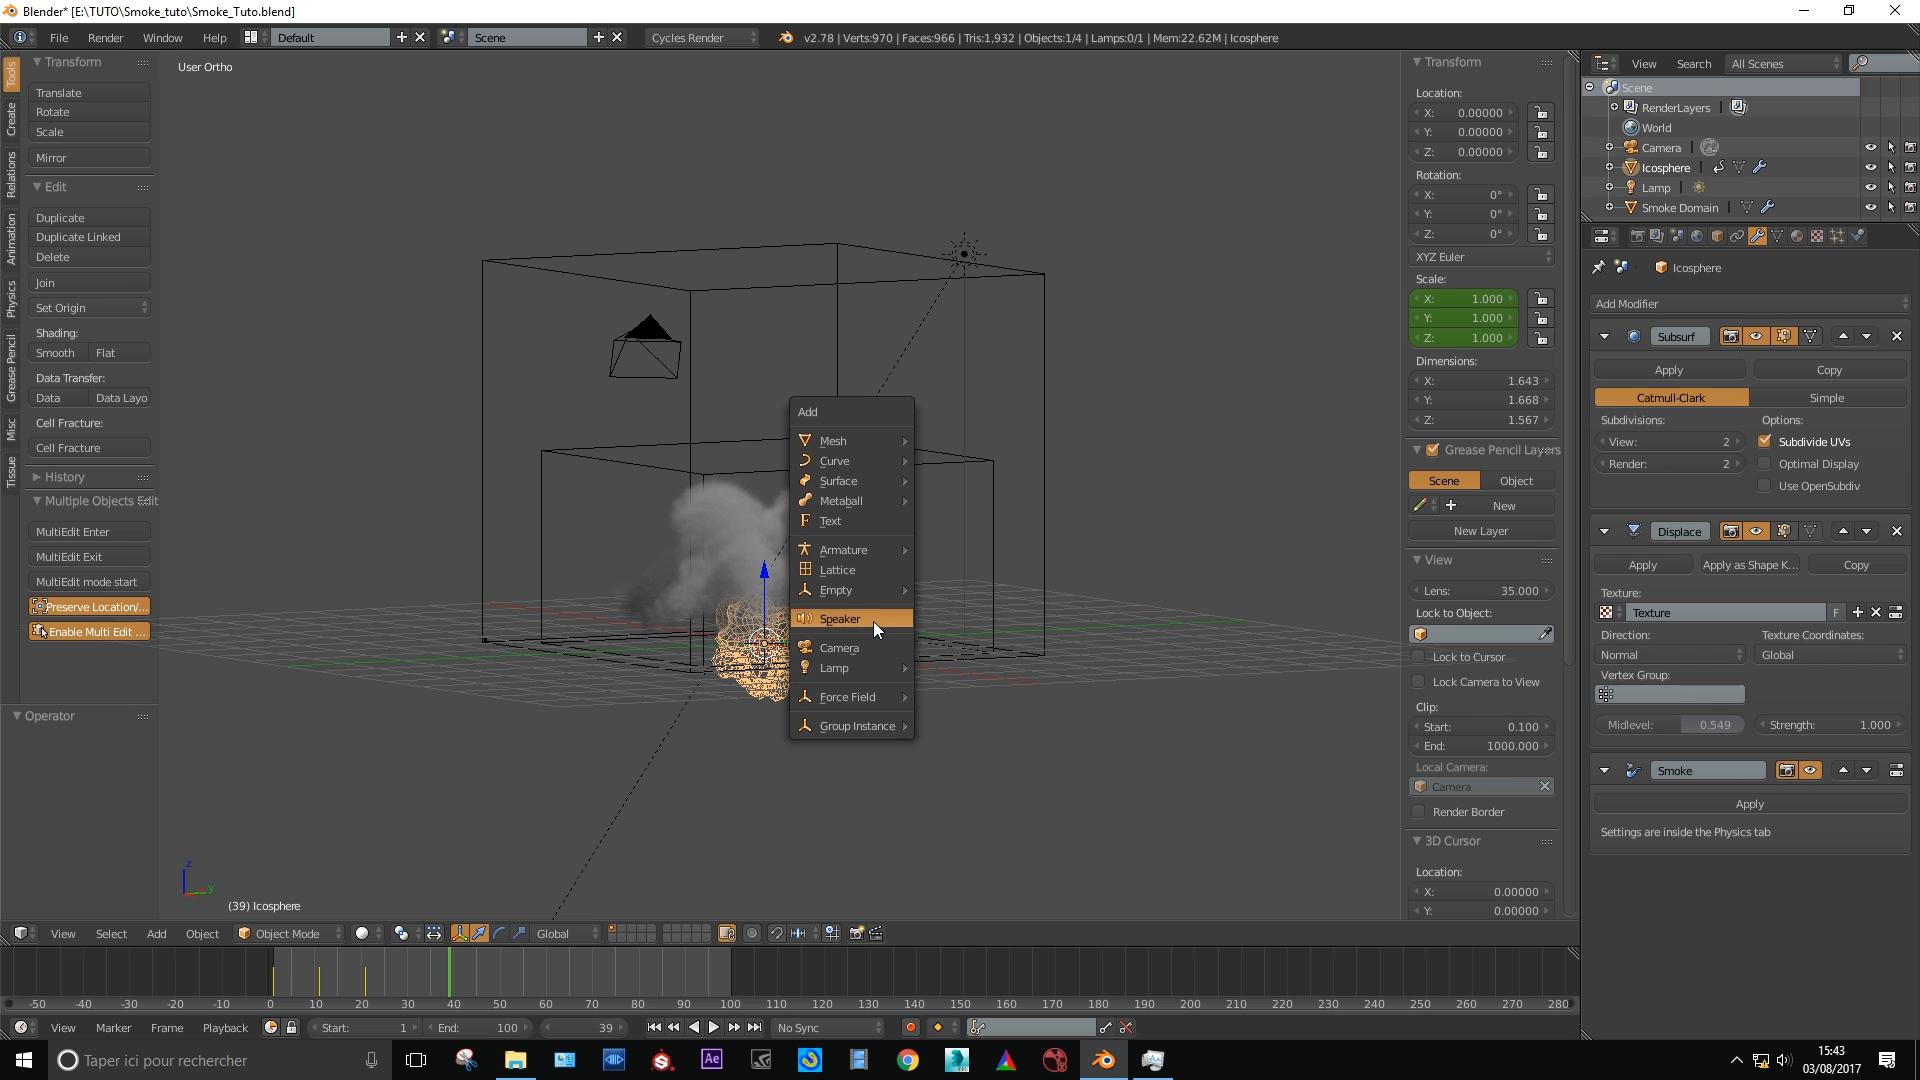 Blender* [E:\TUTO\Smoke_tuto\Smoke_Tuto.blend]
File Render Window Help Default Scene Cycles Render v2.78 | Verts:970 | Faces:966 | Tris:1,932 | Objects:1/4 | Lamps:0/1 | Mem:22.62M | Icosphere
Tools
Create
Relations
Animation
Physics
Grease Pencil
Misc
Tissue
Transform
Translate
Rotate
Scale
Mirror
Edit
Duplicate
Duplicate Linked
Delete
Join
Set Origin
Shading:
Smooth Flat
Data Transfer:
Data Data Layo
Cell Fracture:
Cell Fracture
History
Multiple Objects Edit
MultiEdit Enter
MultiEdit Exit
MultiEdit mode start
Preserve Location/...
Enable Multi Edit ...
Operator
User Ortho
Add
Mesh
Curve
Surface
Metaball
Text
Armature
Lattice
Empty
Speaker
Camera
Lamp
Force Field
Group Instance
z
y
(39) Icosphere
Transform
Location:
X: 0.00000
Y: 0.00000
Z: 0.00000
Rotation:
X: 0°
Y: 0°
Z: 0°
XYZ Euler
Scale:
X: 1.000
Y: 1.000
Z: 1.000
Dimensions:
X: 1.643
Y: 1.668
Z: 1.567
Grease Pencil Layers
Scene Object
New
New Layer
View
Lens: 35.000
Lock to Object:
Lock to Cursor
Lock Camera to View
Clip:
Start: 0.100
End: 1000.000
Local Camera:
Camera
Render Border
3D Cursor
Location:
X: 0.00000
Y: 0.00000
View Search All Scenes
Scene
RenderLayers |
World
Camera |
Icosphere |
Lamp |
Smoke Domain |
Icosphere
Add Modifier
Subsurf
Apply Copy
Catmull-Clark Simple
Subdivisions: Options:
View: 2 Subdivide UVs
Render: 2 Optimal Display
Use OpenSubdiv
Displace
Apply Apply as Shape K... Copy
Texture:
Texture F
Direction: Texture Coordinates:
Normal Global
Vertex Group:
Midlevel: 0.549 Strength: 1.000
Smoke
Apply
Settings are inside the Physics tab
View Select Add Object Object Mode Global
-50 -40 -30 -20 -10 0 10 20 30 40 50 60 70 80 90 100 110 120 130 140 150 160 170 180 190 200 210 220 230 240 250 260 270 280
View Marker Frame Playback Start: 1 End: 100 39 No Sync
Taper ici pour rechercher
Ae
15:43
03/08/2017